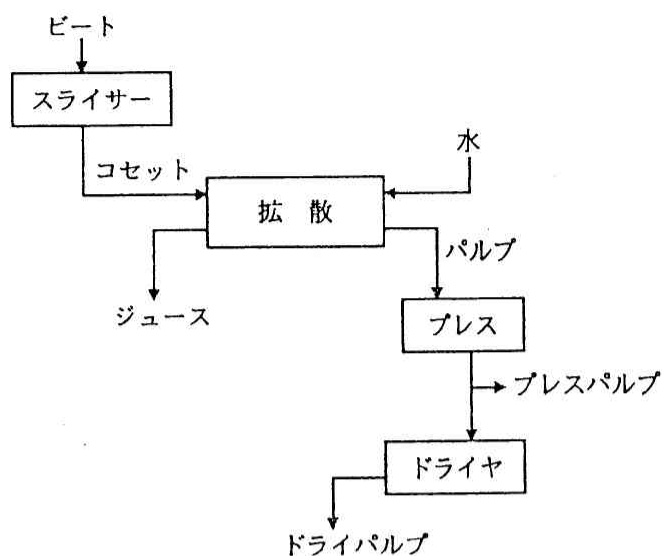 ビート
スライサー
水
コセット
拡 散
パルプ
ジュース
プレス
プレスパルプ
ドライヤ
ドライパルプ